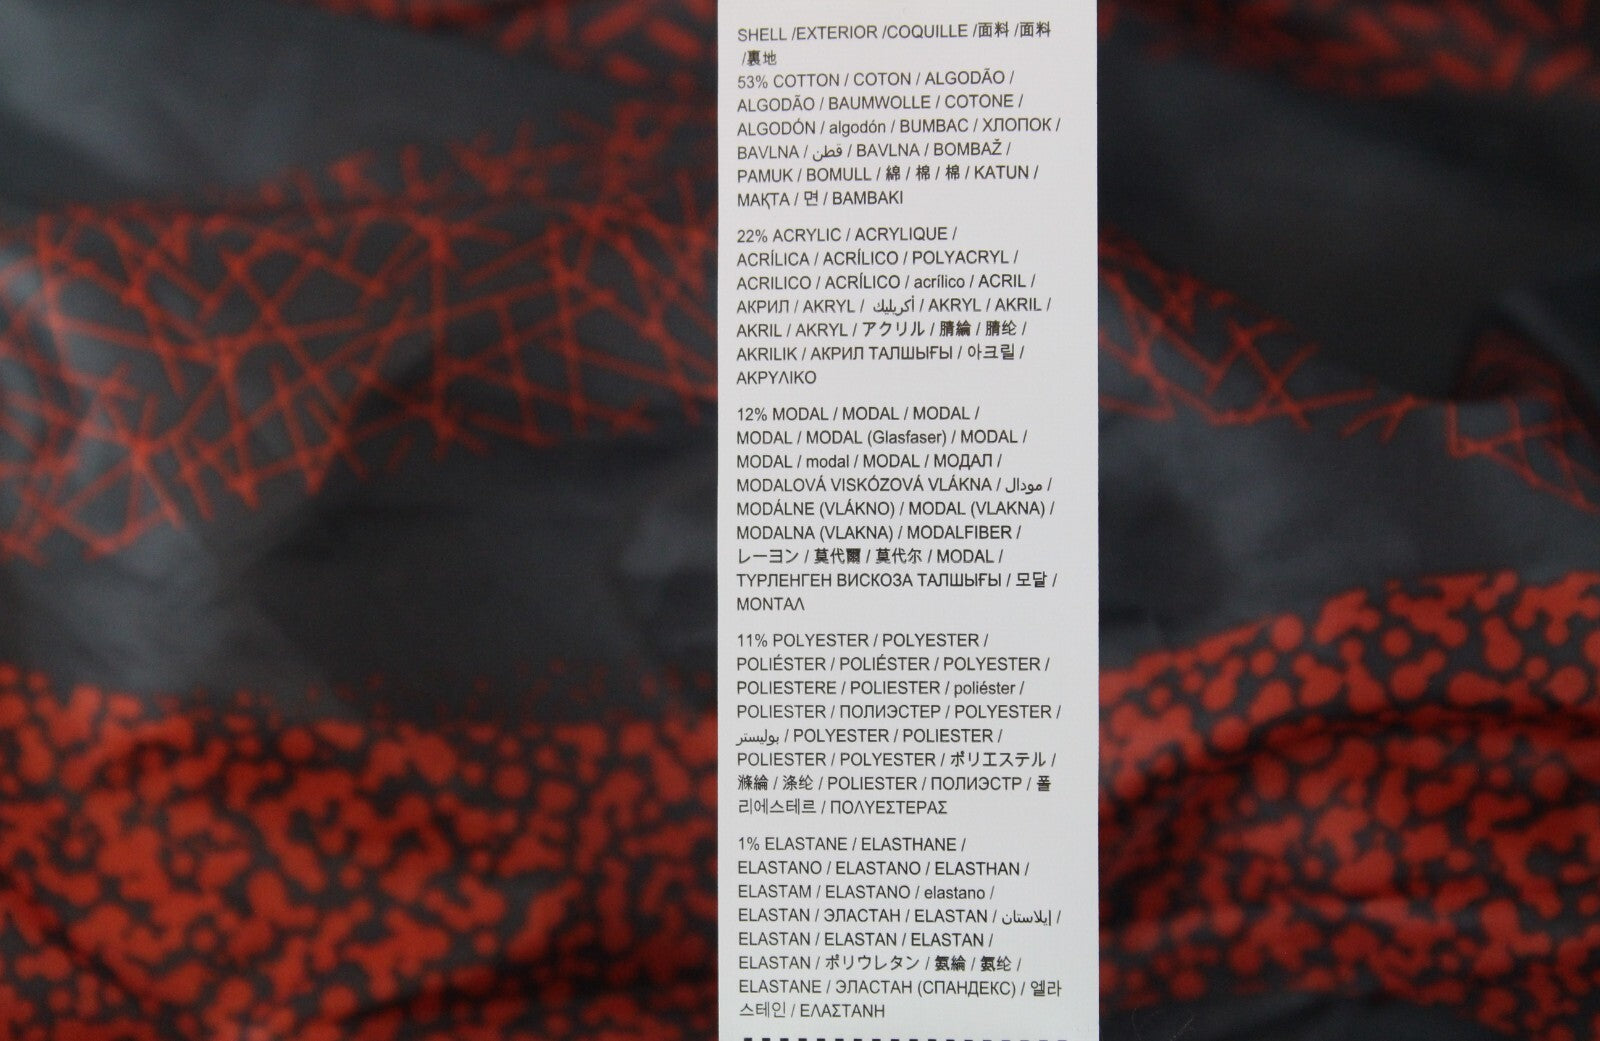 SHELL /EXTERIOR /COQUILLE /面料 /面料
/裏地
53% COTTON / COTON / ALGODÃO /
ALGODÃO / BAUMWOLLE / COTONE /
ALGODÓN / algodón / BUMBAC / ХЛОПОК /
BAVLNA / قطن / BAVLNA / BOMBAŽ /
PAMUK / BOMULL / 綿 / 棉 / 棉 / KATUN /
МАҚТА / 면 / ΒΑΜΒΑΚΙ
22% ACRYLIC / ACRYLIQUE /
ACRÍLICA / ACRÍLICO / POLYACRYL /
ACRILICO / ACRÍLICO / acrílico / ACRIL /
АКРИЛ / AKRYL / أكريليك / AKRYL / AKRIL /
AKRIL / AKRYL / アクリル / 腈綸 / 腈纶 /
AKRILIK / АКРИЛ ТАЛШЫҒЫ / 아크릴 /
ΑΚΡΥΛΙΚΟ
12% MODAL / MODAL / MODAL /
MODAL / MODAL (Glasfaser) / MODAL /
MODAL / modal / MODAL / МОДАЛ /
MODALOVÁ VISKÓZOVÁ VLÁKNA / مودال /
MODÁLNE (VLÁKNO) / MODAL (VLAKNA) /
MODALNA (VLAKNA) / MODALFIBER /
レーヨン / 莫代爾 / 莫代尔 / MODAL /
ТҮРЛЕНГЕН ВИСКОЗА ТАЛШЫҒЫ / 모달 /
ΜΟΝΤΑΛ
11% POLYESTER / POLYESTER /
POLIÉSTER / POLIÉSTER / POLYESTER /
POLIESTERE / POLIESTER / poliéster /
POLIESTER / ПОЛИЭСТЕР / POLYESTER /
بوليستر / POLYESTER / POLIESTER /
POLIESTER / POLYESTER / ポリエステル /
滌綸 / 涤纶 / POLIESTER / ПОЛИЭСТР / 폴
리에스테르 / ΠΟΛΥΕΣΤΕΡΑΣ
1% ELASTANE / ELASTHANE /
ELASTANO / ELASTANO / ELASTHAN /
ELASTAM / ELASTANO / elastano /
ELASTAN / ЭЛАСТАН / ELASTAN / إيلاستان /
ELASTAN / ELASTAN / ELASTAN /
ELASTAN / ポリウレタン / 氨綸 / 氨纶 /
ELASTANE / ЭЛАСТАН (СПАНДЕКС) / 엘라
스테인 / ΕΛΑΣΤΑΝΗ